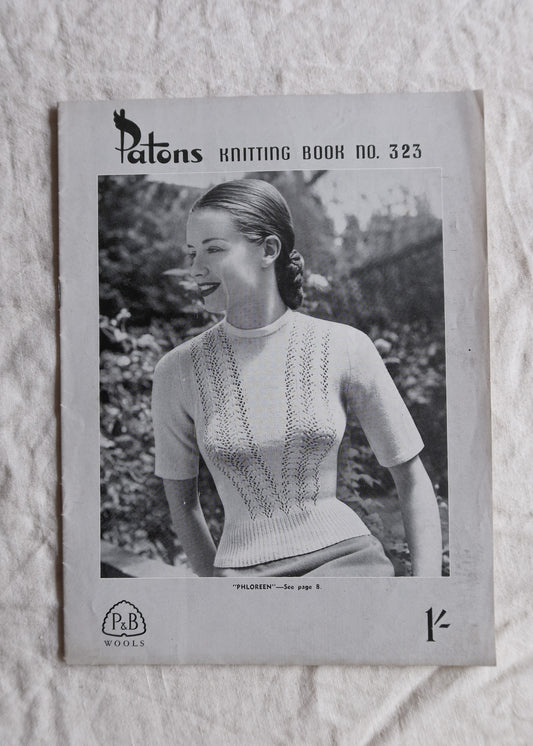 Patons KNITTING BOOK NO. 323
"PHLOREEN"—See page 8.
P&B
WOOLS
1/-